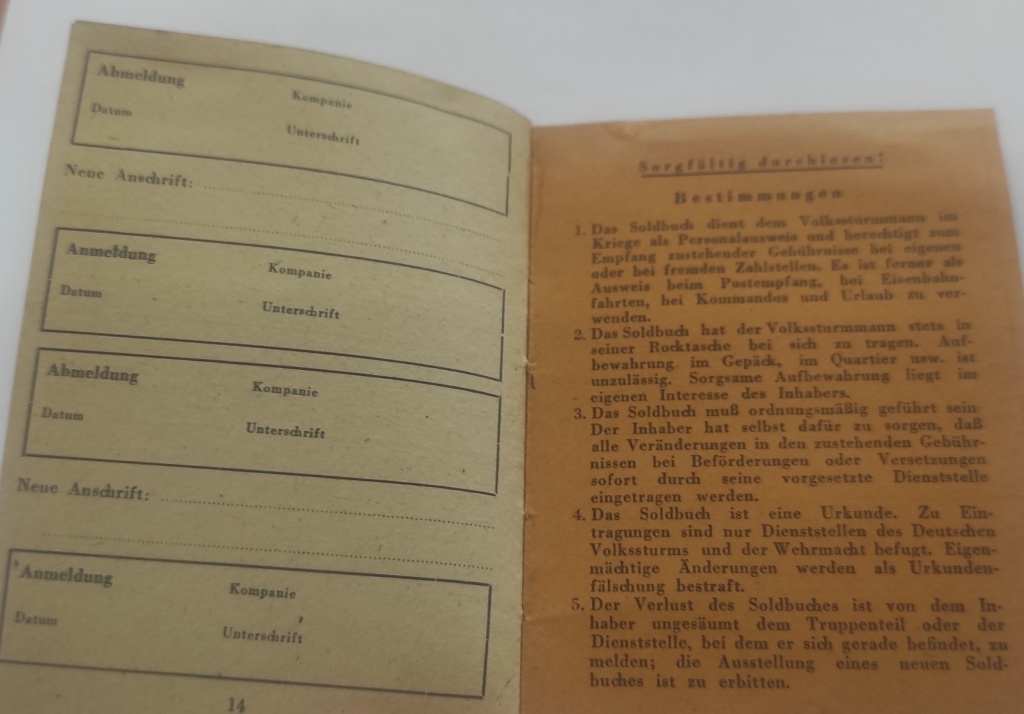 Abmeldung
Kompanie
Datum
Unterschrift
Neue Anschrift:
Anmeldung
Kompanie
Datum
Unterschrift
Abmeldung
Kompanie
Datum
Unterschrift
Neue Anschrift:
Anmeldung
Kompanie
Datum
Unterschrift
14
Sorgfältig durchlesen!
Bestimmungen
1. Das Soldbuch dient dem Volkssturmmann im
Kriege als Personalausweis und berechtigt zum
Empfang zustehender Gebührnisse bei eigenen
oder bei fremden Zahlstellen. Es ist ferner als
Ausweis beim Postempfang, bei Eisenbahn-
fahrten, bei Kommandos und Urlaub zu ver-
wenden.
2. Das Soldbuch hat der Volkssturmmann stets in
seiner Rocktasche bei sich zu tragen. Auf-
bewahrung im Gepäck, im Quartier usw. ist
unzulässig. Sorgsame Aufbewahrung liegt im
eigenen Interesse des Inhabers.
3. Das Soldbuch muß ordnungsmäßig geführt sein.
Der Inhaber hat selbst dafür zu sorgen, daß
alle Veränderungen in den zustehenden Gebühr-
nissen bei Beförderungen oder Versetzungen
sofort durch seine vorgesetzte Dienststelle
eingetragen werden.
4. Das Soldbuch ist eine Urkunde. Zu Ein-
tragungen sind nur Dienststellen des Deutschen
Volkssturms und der Wehrmacht befugt. Eigen-
mächtige Änderungen werden als Urkunden-
fälschung bestraft.
5. Der Verlust des Soldbuches ist von dem In-
haber ungesäumt dem Truppenteil oder der
Dienststelle, bei dem er sich gerade befindet, zu
melden; die Ausstellung eines neuen Sold-
buches ist zu erbitten.